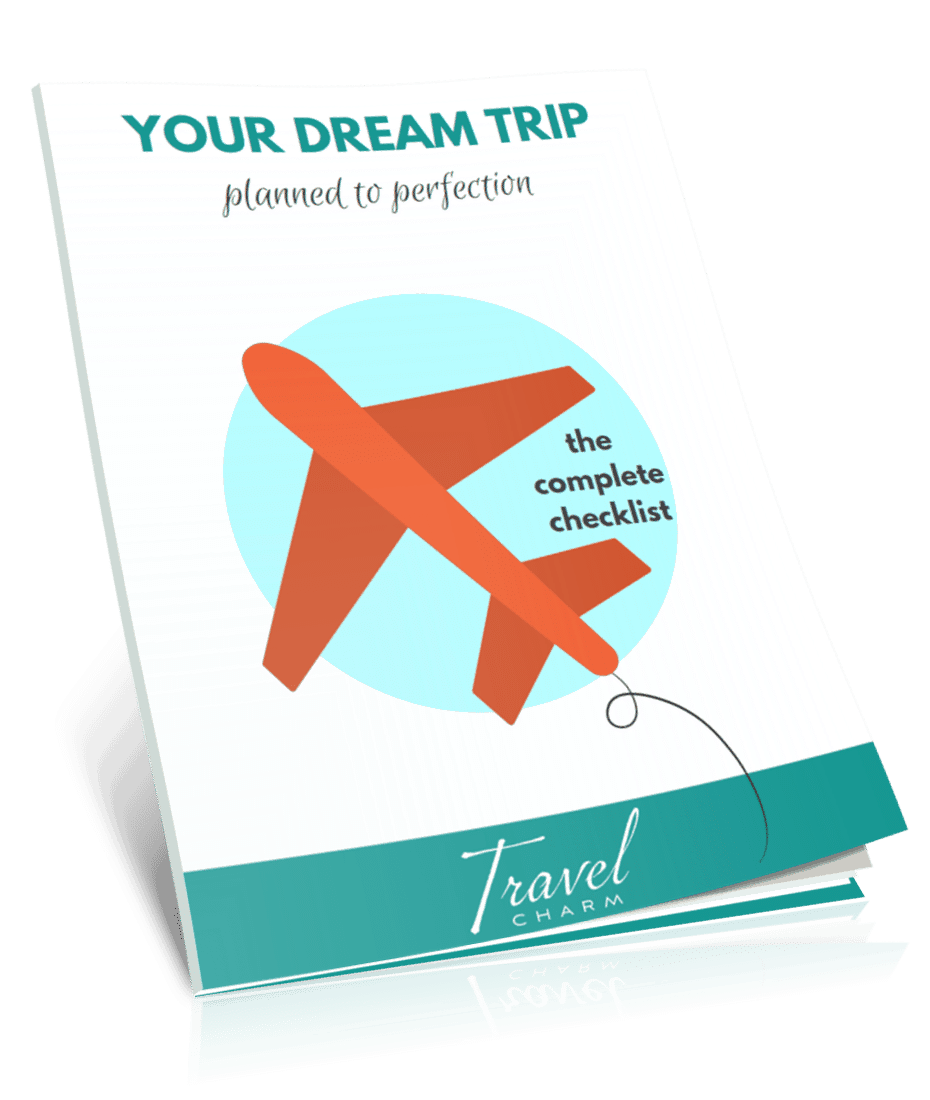 YOUR DREAM TRIP
planned to perfection
the
complete
checklist
Travel
CHARM